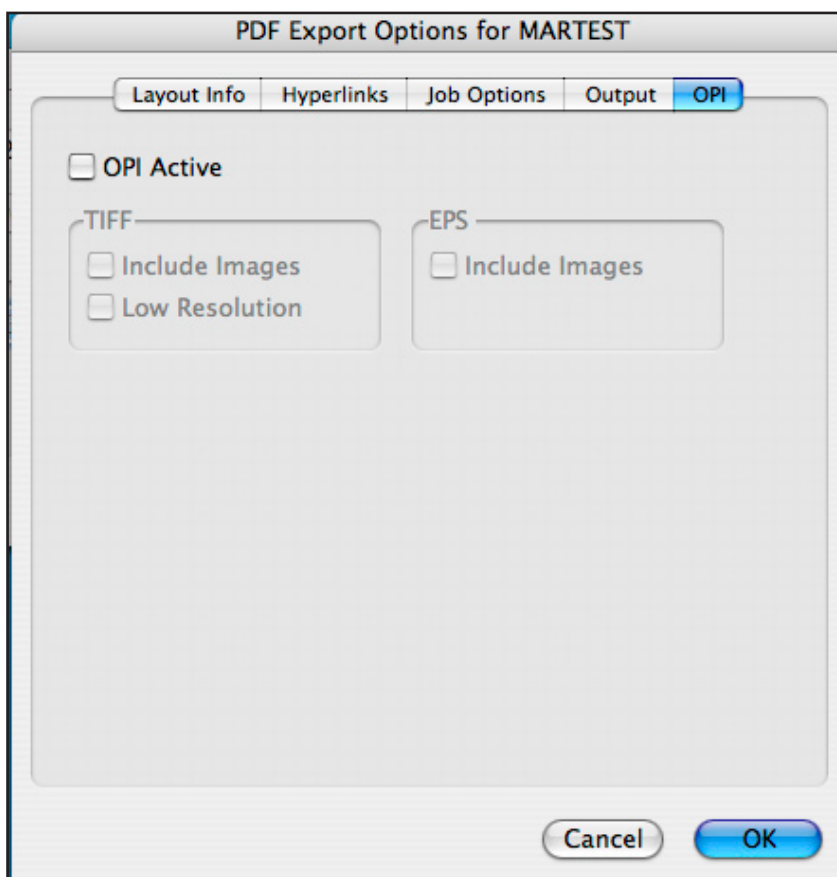 PDF Export Options for MARTEST
Layout Info Hyperlinks Job Options Output OPI
OPI Active
TIFF
Include Images
Low Resolution
EPS
Include Images
Cancel OK